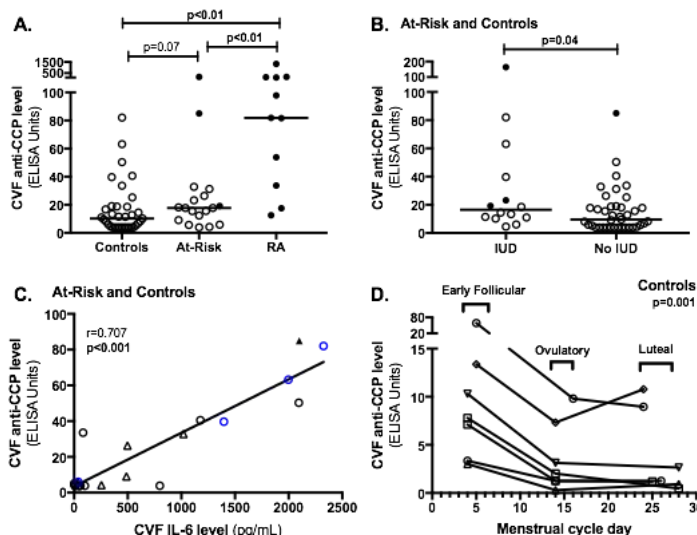 A.
p<0.01
p=0.07
p<0.01
1500
500
100
80
60
40
20
0
CVF anti-CCP level
(ELISA Units)
Controls
At-Risk
RA
B.
At-Risk and Controls
p=0.04
200
100
100
80
60
40
20
0
CVF anti-CCP level
(ELISA Units)
IUD
No IUD
C.
At-Risk and Controls
r=0.707
p<0.001
100
80
60
40
20
0
CVF anti-CCP level
(ELISA Units)
0
500
1000
1500
2000
2500
CVF IL-6 level (pg/mL)
D.
Controls
p=0.001
Early Follicular
Ovulatory
Luteal
80
20
15
10
5
0
CVF anti-CCP level
(ELISA Units)
0
5
10
15
20
25
30
Menstrual cycle day